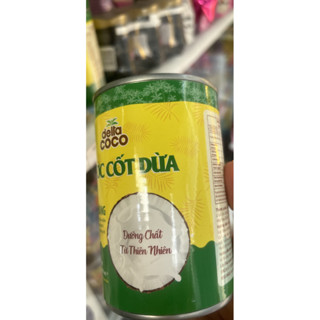 della
COCO
C CỐT DỪA
Dưỡng Chất
Từ Thiên Nhiên